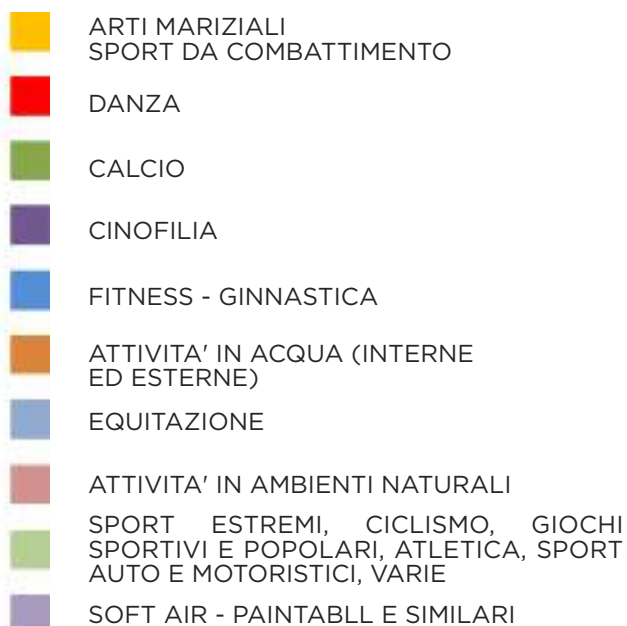 ARTI MARIZIALI
SPORT DA COMBATTIMENTO
DANZA
CALCIO
CINOFILIA
FITNESS - GINNASTICA
ATTIVITA' IN ACQUA (INTERNE
ED ESTERNE)
EQUITAZIONE
ATTIVITA' IN AMBIENTI NATURALI
SPORT ESTREMI, CICLISMO, GIOCHI
SPORTIVI E POPOLARI, ATLETICA, SPORT
AUTO E MOTORISTICI, VARIE
SOFT AIR - PAINTABLL E SIMILARI